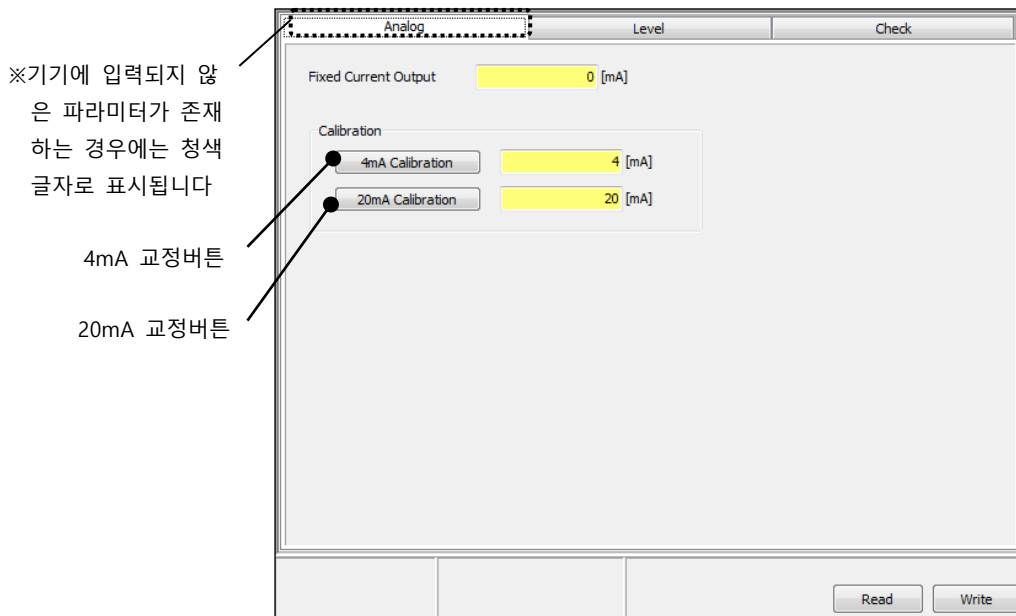 Analog Level Check
※기기에 입력되지 않
은 파라미터가 존재
하는 경우에는 청색
글자로 표시됩니다
Fixed Current Output 0 [mA]
Calibration
4mA Calibration 4 [mA]
20mA Calibration 20 [mA]
4mA 교정버튼
20mA 교정버튼
Read Write